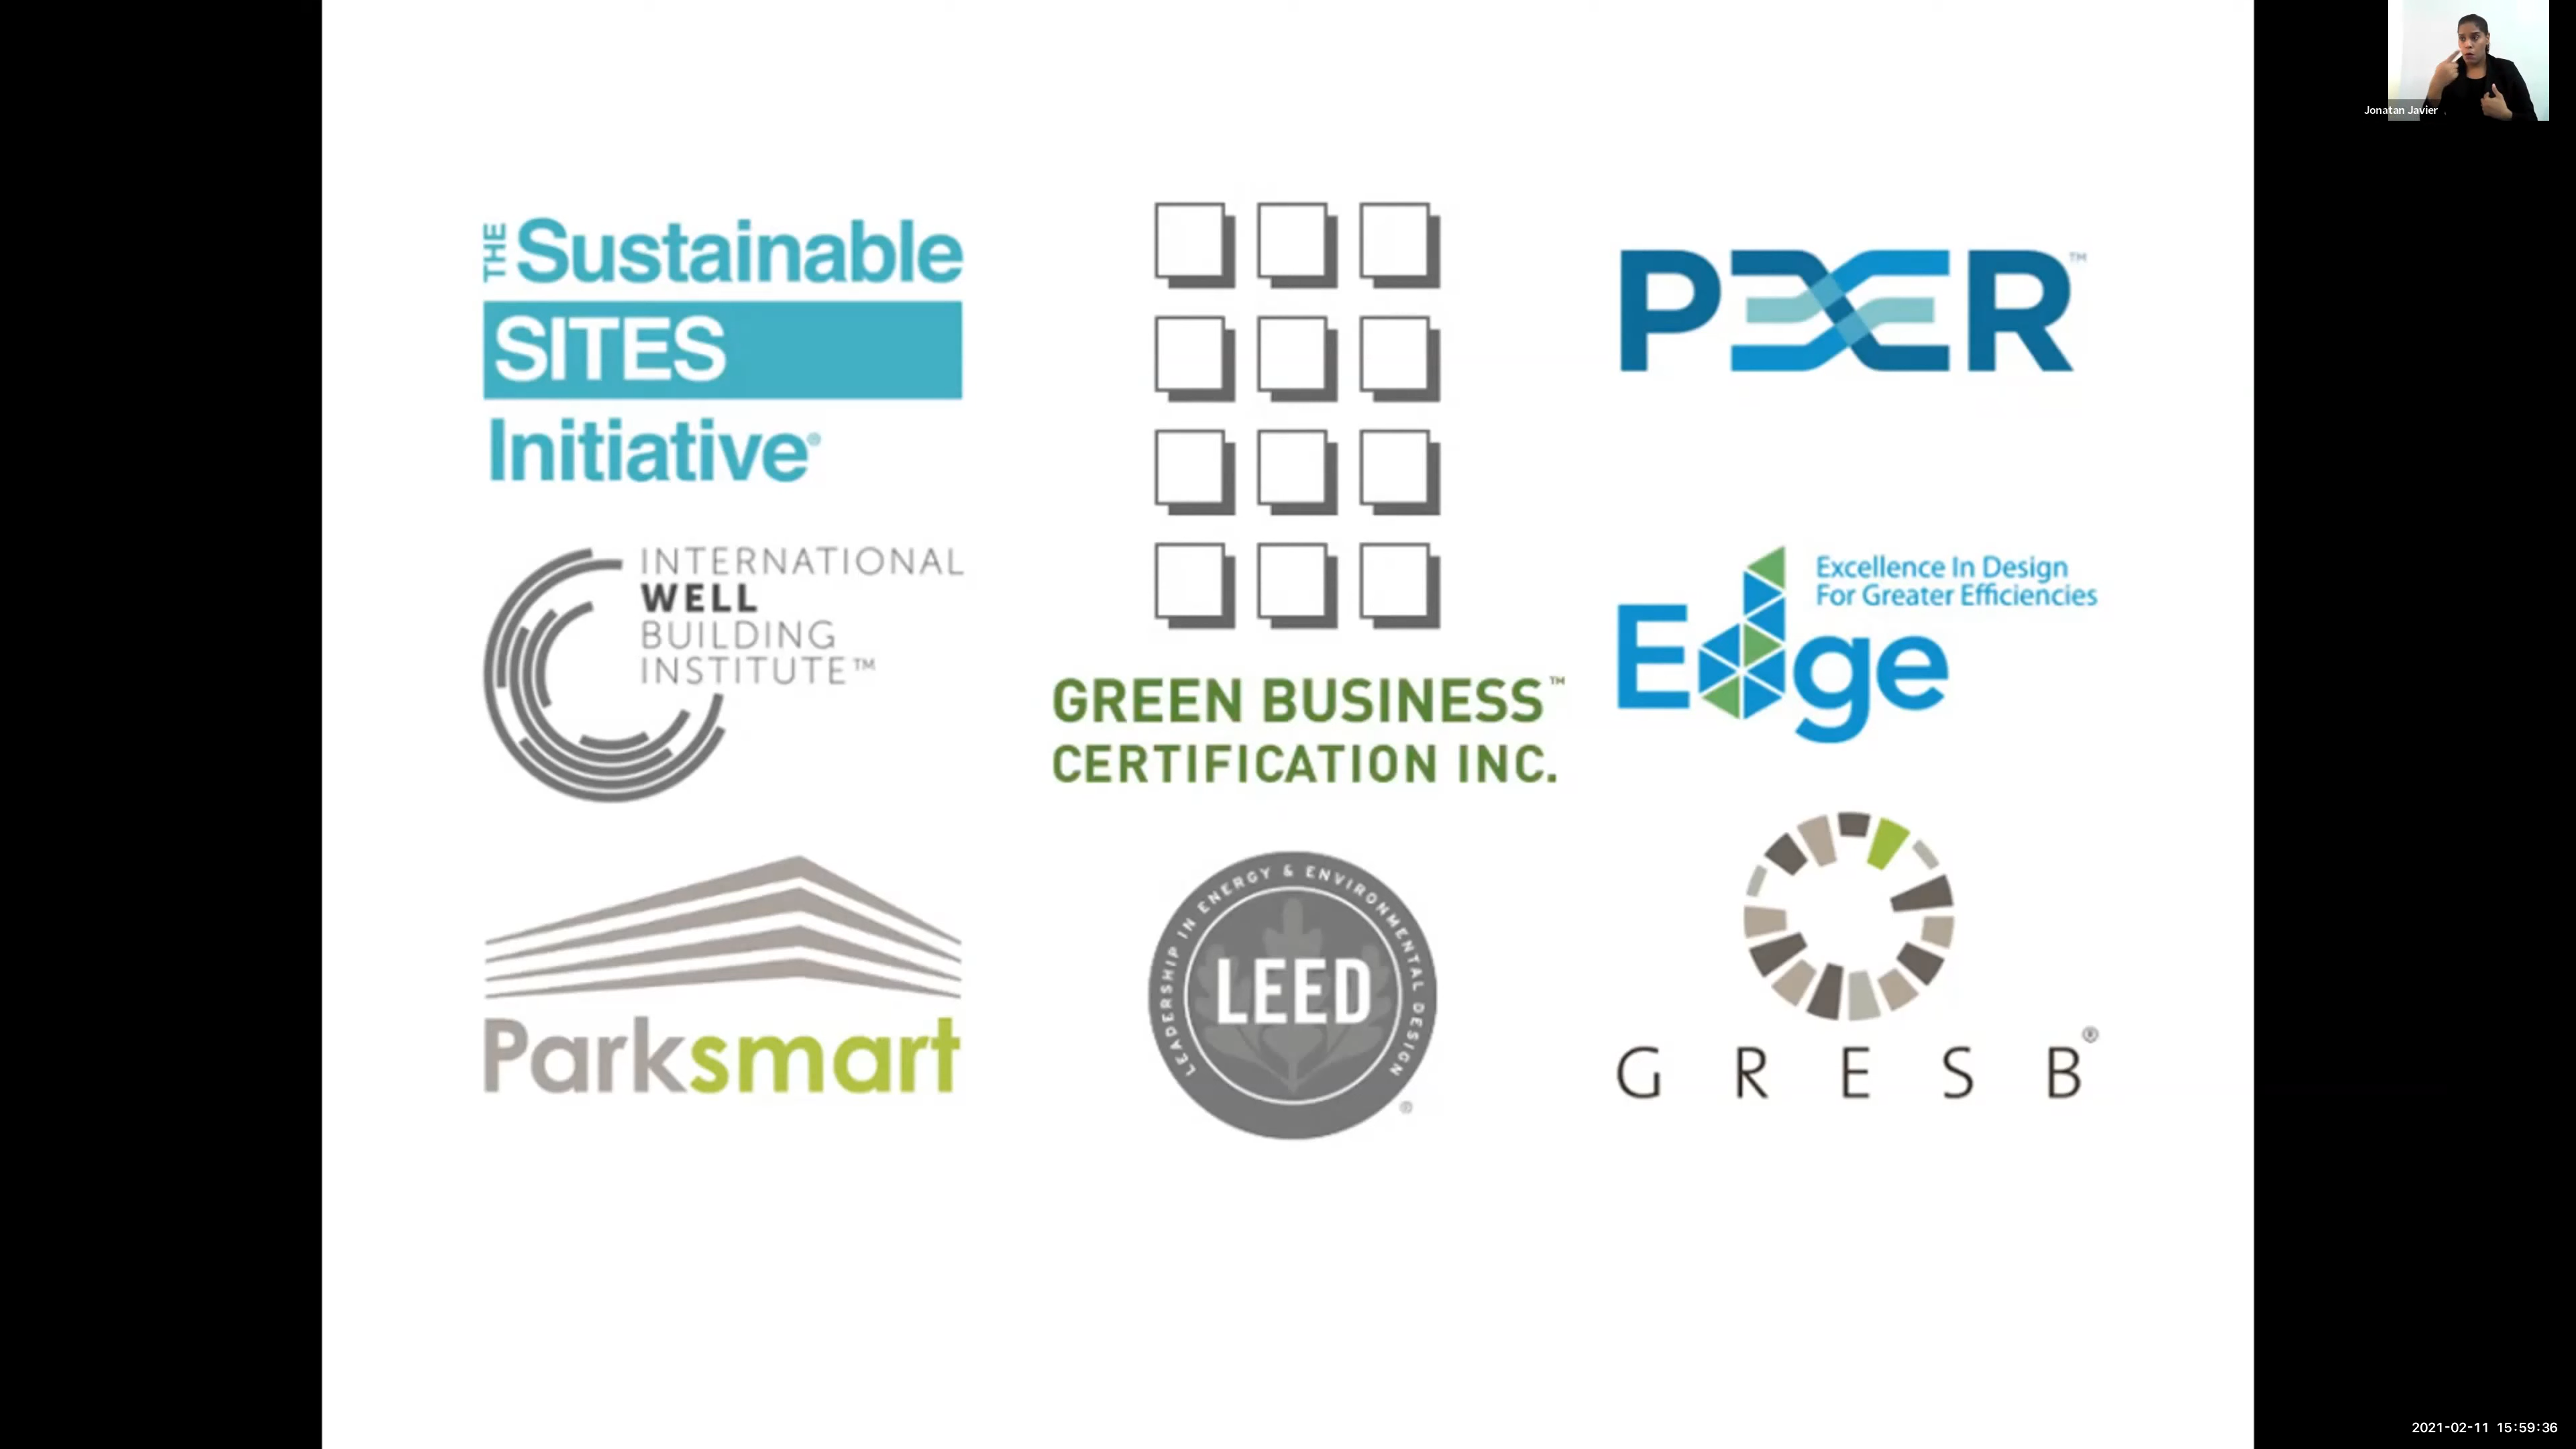 THE Sustainable
SITES
Initiative®
INTERNATIONAL
WELL
BUILDING
INSTITUTE™
Parksmart
GREEN BUSINESS™
CERTIFICATION INC.
LEADERSHIP IN ENERGY & ENVIRONMENTAL DESIGN
LEED
®
PEER™
Excellence In Design
For Greater Efficiencies
Edge
GRESB®
Jonatan Javier
2021-02-11 15:59:36